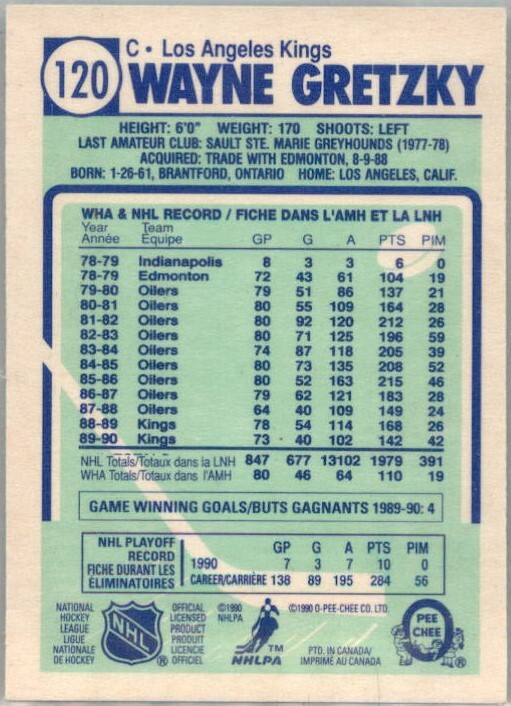 120
C • Los Angeles Kings
WAYNE GRETZKY
HEIGHT: 6'0" WEIGHT: 170 SHOOTS: LEFT
LAST AMATEUR CLUB: SAULT STE. MARIE GREYHOUNDS (1977-78)
ACQUIRED: TRADE WITH EDMONTON, 8-9-88
BORN: 1-26-61, BRANTFORD, ONTARIO HOME: LOS ANGELES, CALIF.
WHA & NHL RECORD / FICHE DANS L'AMH ET LA LNH
Year Team
Année Équipe GP G A PTS PIM
78-79 Indianapolis 8 3 3 6 0
78-79 Edmonton 72 43 61 104 19
79-80 Oilers 79 51 86 137 21
80-81 Oilers 80 55 109 164 28
81-82 Oilers 80 92 120 212 26
82-83 Oilers 80 71 125 196 59
83-84 Oilers 74 87 118 205 39
84-85 Oilers 80 73 135 208 52
85-86 Oilers 80 52 163 215 46
86-87 Oilers 79 62 121 183 28
87-88 Oilers 64 40 109 149 24
88-89 Kings 78 54 114 168 26
89-90 Kings 73 40 102 142 42
NHL Totals/Totaux dans la LNH 847 677 13102 1979 391
WHA Totals/Totaux dans l'AMH 80 46 64 110 19
GAME WINNING GOALS/BUTS GAGNANTS 1989-90: 4
NHL PLAYOFF
RECORD
FICHE DURANT LES
ÉLIMINATOIRES
GP G A PTS PIM
1990 7 3 7 10 0
CAREER/CARRIÈRE 138 89 195 284 56
NATIONAL
HOCKEY
LEAGUE
LIGUE
NATIONALE
DE HOCKEY
NHL
®
OFFICIAL
LICENSED
PRODUCT
PRODUIT
LICENCIE
OFFICIEL
©1990
NHLPA
TM
NHLPA
©1990 O-PEE-CHEE CO. LTD.
PTD. IN CANADA/
IMPRIMÉ AU CANADA
PEE
CHEE
®